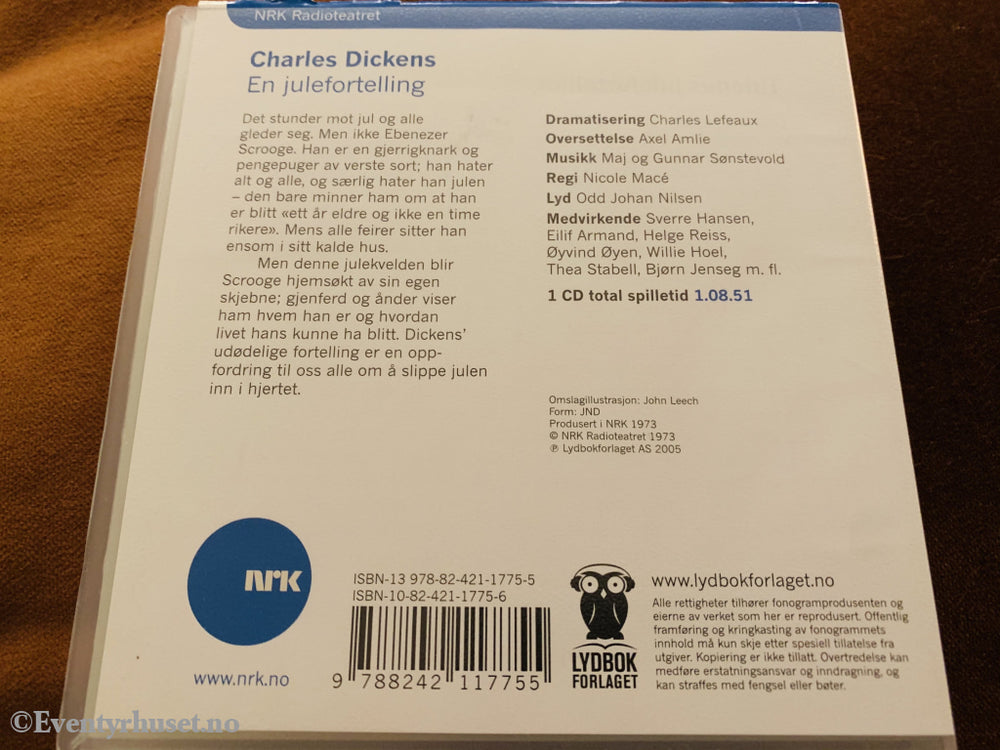 NRK Radioteatret
Charles Dickens
En julefortelling
Det stunder mot jul og alle
gleder seg. Men ikke Ebenezer
Scrooge. Han er en gjerrigknark og
pengepuger av verste sort; han hater
alt og alle, og særlig hater han julen
– den bare minner ham om at han
er blitt «ett år eldre og ikke en time
rikere». Mens alle feirer sitter han
ensom i sitt kalde hus.
Men denne julekvelden blir
Scrooge hjemsøkt av sin egen
skjebne; gjenferd og ånder viser
ham hvem han er og hvordan
livet hans kunne ha blitt. Dickens’
udødelige fortelling er en opp-
fordring til oss alle om å slippe julen
inn i hjertet.
Dramatisering Charles Lefeaux
Oversettelse Axel Amlie
Musikk Maj og Gunnar Sønstevold
Regi Nicole Macé
Lyd Odd Johan Nilsen
Medvirkende Sverre Hansen,
Eilif Armand, Helge Reiss,
Øyvind Øyen, Willie Hoel,
Thea Stabell, Bjørn Jenseg m. fl.
1 CD total spilletid 1.08.51
Omslagillustrasjon: John Leech
Form: JND
Produsert i NRK 1973
© NRK Radioteatret 1973
℗ Lydbokforlaget AS 2005
NRK
www.nrk.no
ISBN-13 978-82-421-1775-5
ISBN-10-82-421-1775-6
9 788242 117755
LYDBOK
FORLAGET
www.lydbokforlaget.no
Alle rettigheter tilhører fonogramprodusenten og
eierne av verket som her er reprodusert. Offentlig
framføring og kringkasting av fonogrammets
innhold må kun skje etter spesiell tillatelse fra
utgiver. Kopiering er ikke tillatt. Overtredelse kan
medføre erstatningsansvar og inndragning, og
kan straffes med fengsel eller bøter.
©Eventyrhuset.no